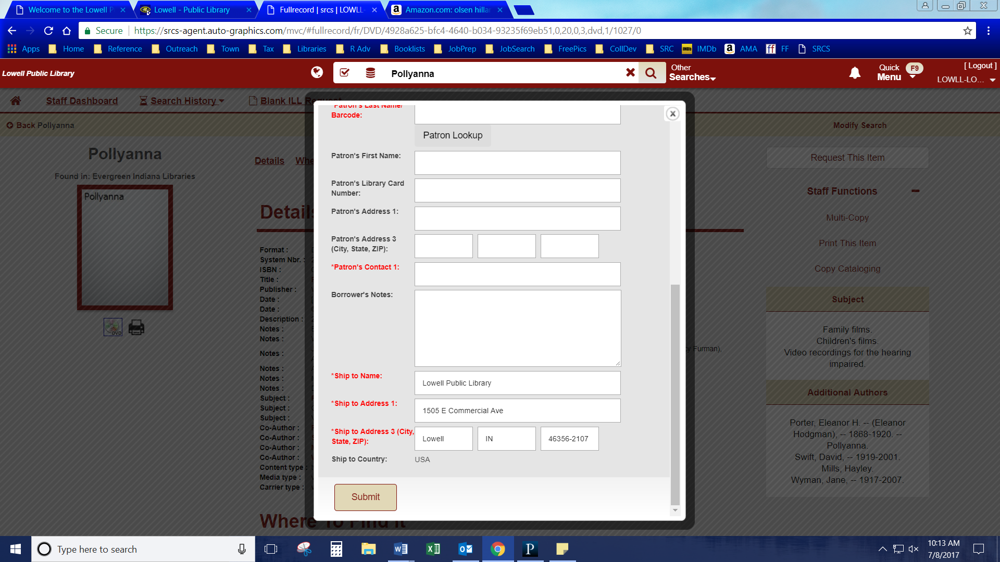 Welcome to the Lowell P
Lowell - Public Library
Fullrecord | srcs | LOWLL-
Amazon.com: olsen hillar
Secure
https://srcs-agent.auto-graphics.com/mvc/#fullrecord/fr/DVD/4928a625-bfc4-4640-b034-93235f69eb51,0,20,0,3,dvd,1/1027/0
Apps Home Reference Outreach Town Tax Libraries R Adv Booklists JobPrep JobSearch FreePics CollDev SRC IMDb AMA FF SRCS
Lowell Public Library
Pollyanna
Other
Searches
Quick
Menu
F9
[ Logout ]
LOWLL-LO...
Staff Dashboard
Search History
Blank ILL Request
Back Pollyanna
Modify Search
Pollyanna
Found in: Evergreen Indiana Libraries
Pollyanna
DVD
Details
Details
Format :
System Nbr. :
ISBN :
Title :
Publisher :
Date :
Date :
Description :
Notes :
Notes :
Notes :
Notes :
Notes :
Notes :
Subject :
Subject :
Subject :
Co-Author :
Co-Author :
Co-Author :
Co-Author :
Content type :
Media type :
Carrier type :
Furman),
Where To Find It
*Patron's Last Name/
Barcode:
Patron Lookup
Patron's First Name:
Patron's Library Card
Number:
Patron's Address 1:
Patron's Address 3
(City, State, ZIP):
*Patron's Contact 1:
Borrower's Notes:
*Ship to Name:
Lowell Public Library
*Ship to Address 1:
1505 E Commercial Ave
*Ship to Address 3 (City,
State, ZIP):
Lowell
IN
46356-2107
Ship to Country:
USA
Submit
Request This Item
Staff Functions
Multi-Copy
Print This Item
Copy Cataloging
Subject
Family films.
Children's films.
Video recordings for the hearing
impaired.
Additional Authors
Porter, Eleanor H. -- (Eleanor
Hodgman), -- 1868-1920. --
Pollyanna.
Swift, David, -- 1919-2001.
Mills, Hayley.
Wyman, Jane, -- 1917-2007.
Type here to search
10:13 AM
7/8/2017